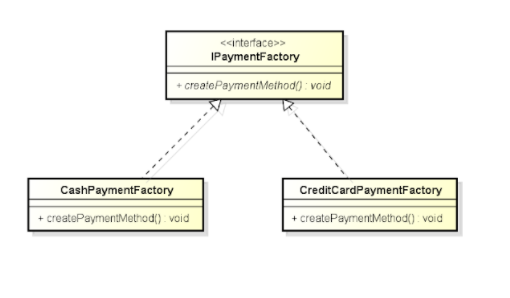 <<interface>>
IPaymentFactory
+ createPaymentMethod() : void
CashPaymentFactory
+ createPaymentMethod() : void
CreditCardPaymentFactory
+ createPaymentMethod() : void